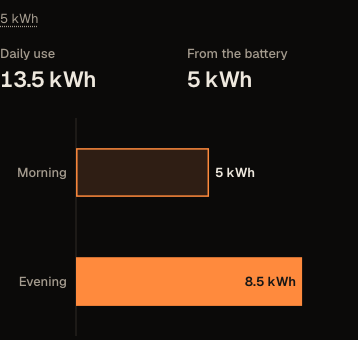 5 kWh
Daily use
From the battery
13.5 kWh
5 kWh
Morning
5 kWh
Evening
8.5 kWh